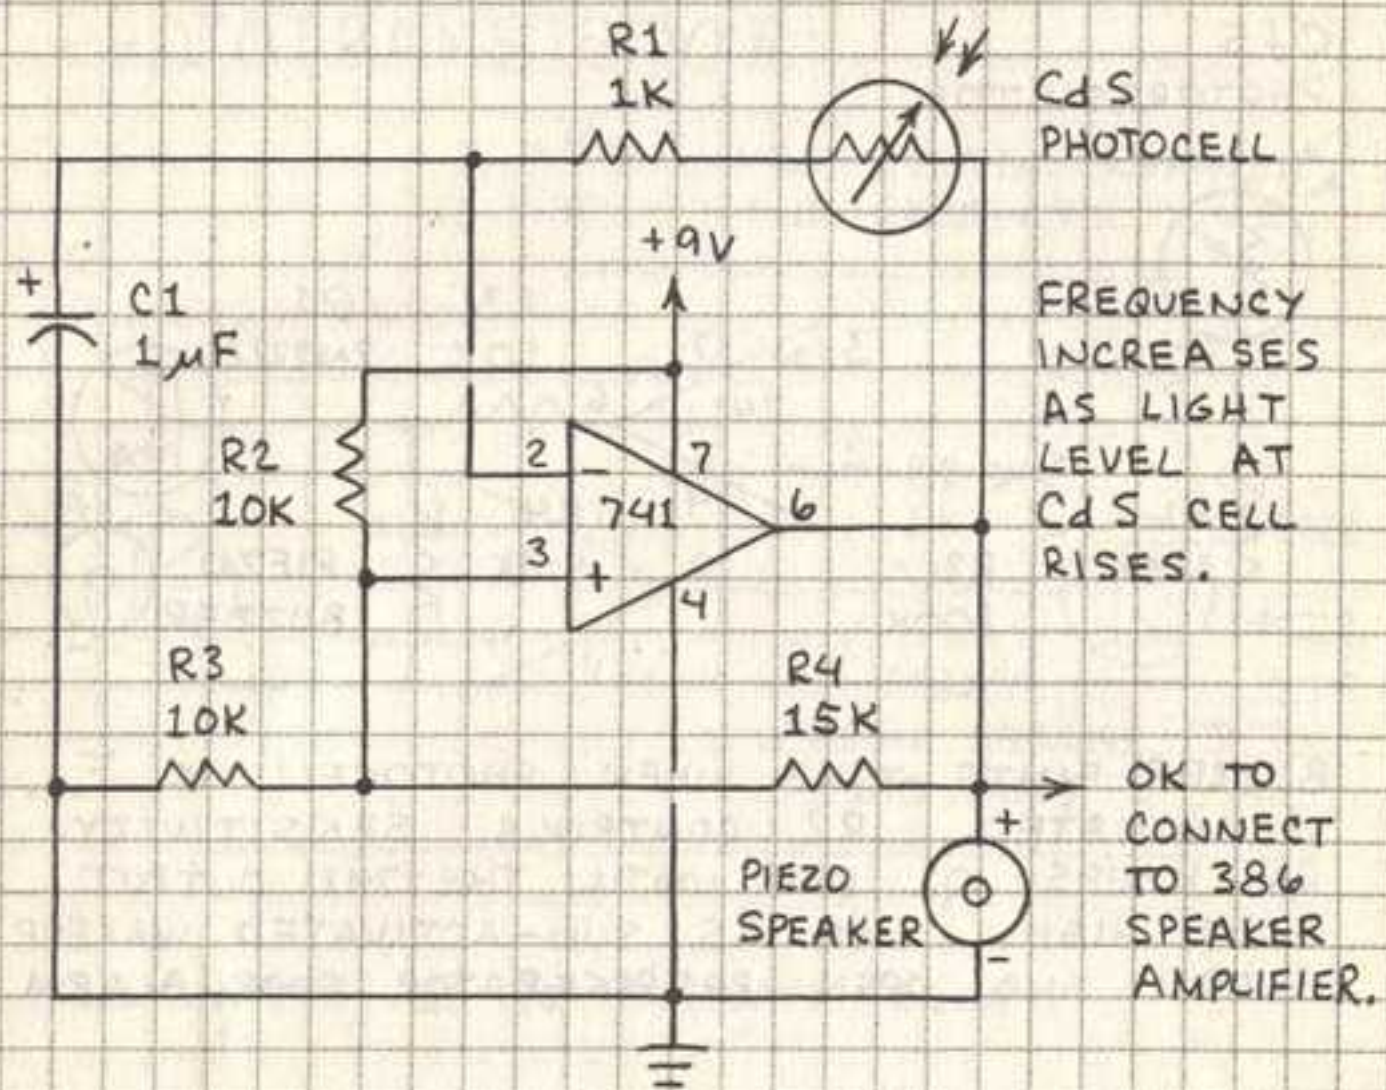 R1
1K
CdS
PHOTOCELL
+9V
+
C1
1µF
FREQUENCY
INCREASES
AS LIGHT
LEVEL AT
CdS CELL
RISES.
R2
10K
2
-
7
741
6
3
+
4
R3
10K
R4
15K
OK TO
CONNECT
TO 386
SPEAKER
AMPLIFIER.
+
PIEZO
SPEAKER
-